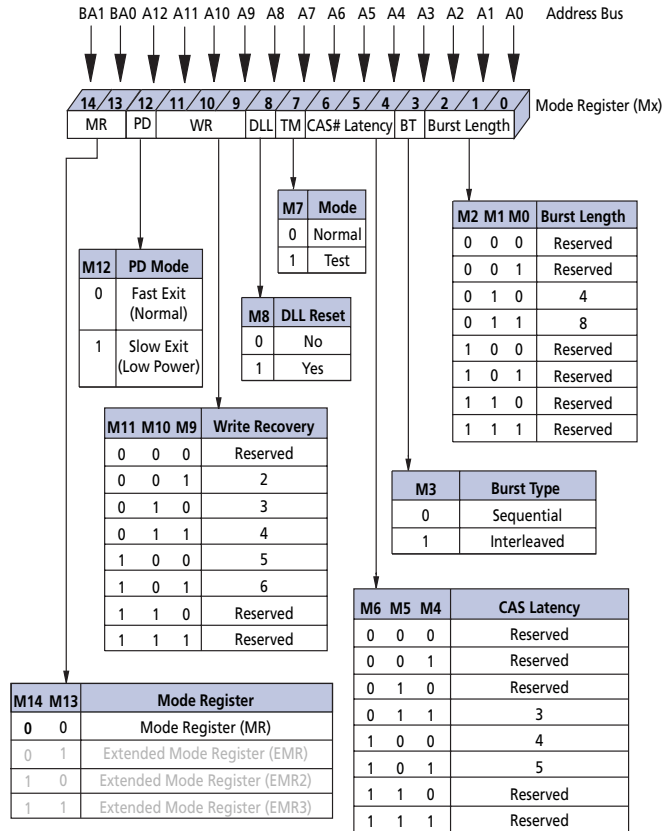 BA1 BA0 A12 A11 A10 A9 A8 A7 A6 A5 A4 A3 A2 A1 A0 Address Bus
14 13 12 11 10 9 8 7 6 5 4 3 2 1 0 Mode Register (Mx)
MR PD WR DLL TM CAS# Latency BT Burst Length
M7 Mode
0 Normal
1 Test
M2 M1 M0 Burst Length
0 0 0 Reserved
0 0 1 Reserved
0 1 0 4
0 1 1 8
1 0 0 Reserved
1 0 1 Reserved
1 1 0 Reserved
1 1 1 Reserved
M12 PD Mode
0 Fast Exit
(Normal)
1 Slow Exit
(Low Power)
M8 DLL Reset
0 No
1 Yes
M11 M10 M9 Write Recovery
0 0 0 Reserved
0 0 1 2
0 1 0 3
0 1 1 4
1 0 0 5
1 0 1 6
1 1 0 Reserved
1 1 1 Reserved
M3 Burst Type
0 Sequential
1 Interleaved
M6 M5 M4 CAS Latency
0 0 0 Reserved
0 0 1 Reserved
0 1 0 Reserved
0 1 1 3
1 0 0 4
1 0 1 5
1 1 0 Reserved
1 1 1 Reserved
M14 M13 Mode Register
0 0 Mode Register (MR)
0 1 Extended Mode Register (EMR)
1 0 Extended Mode Register (EMR2)
1 1 Extended Mode Register (EMR3)